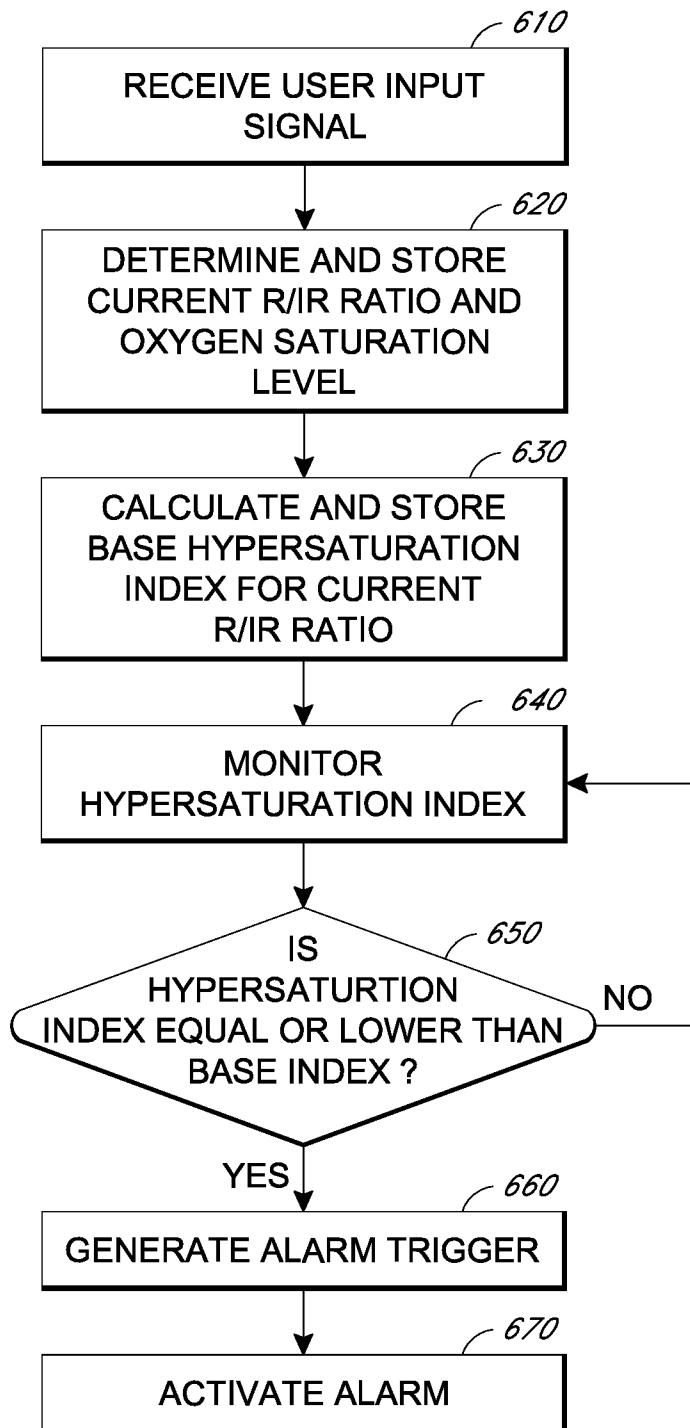 610
RECEIVE USER INPUT
SIGNAL
620
DETERMINE AND STORE
CURRENT R/IR RATIO AND
OXYGEN SATURATION
LEVEL
630
CALCULATE AND STORE
BASE HYPERSATURATION
INDEX FOR CURRENT
R/IR RATIO
640
MONITOR
HYPERSATURATION INDEX
650
IS
HYPERSATURTION
INDEX EQUAL OR LOWER THAN
BASE INDEX ?
NO
YES
660
GENERATE ALARM TRIGGER
670
ACTIVATE ALARM